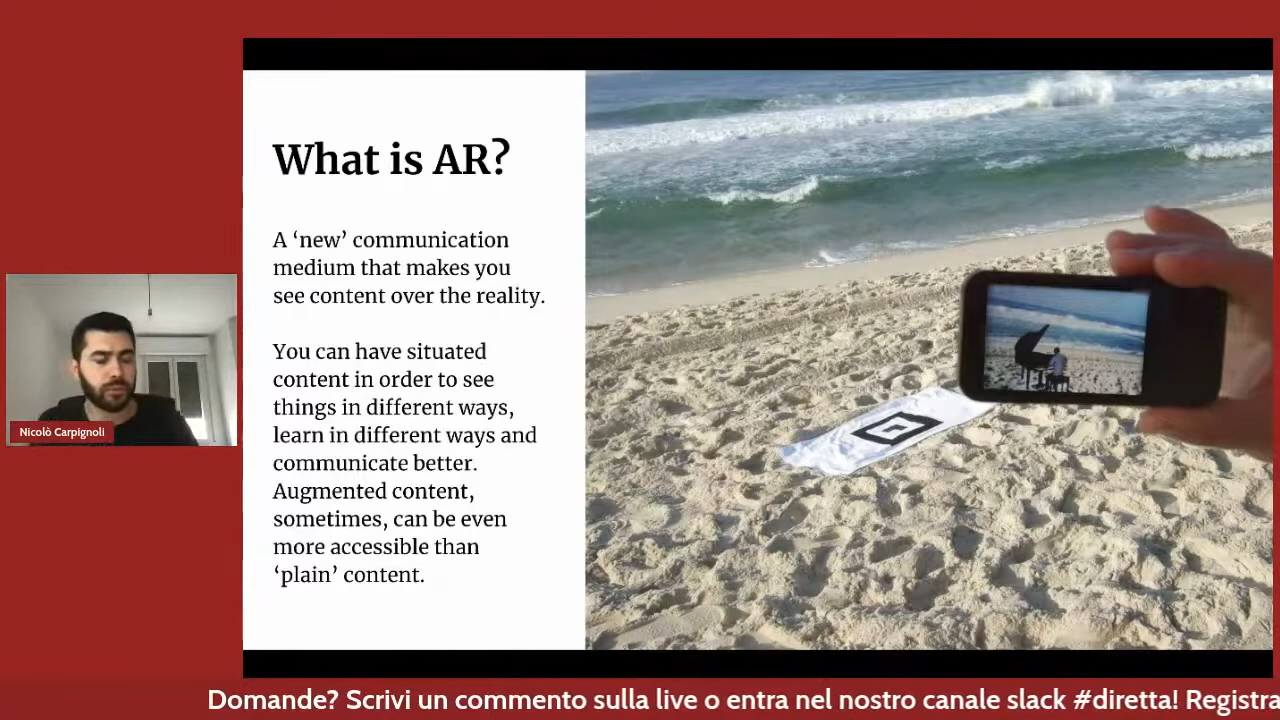 What is AR?
A ‘new’ communication
medium that makes you
see content over the reality.
You can have situated
content in order to see
things in different ways,
learn in different ways and
communicate better.
Augmented content,
sometimes, can be even
more accessible than
‘plain’ content.
Nicolò Carpignoli
Domande? Scrivi un commento sulla live o entra nel nostro canale slack #diretta! Registra